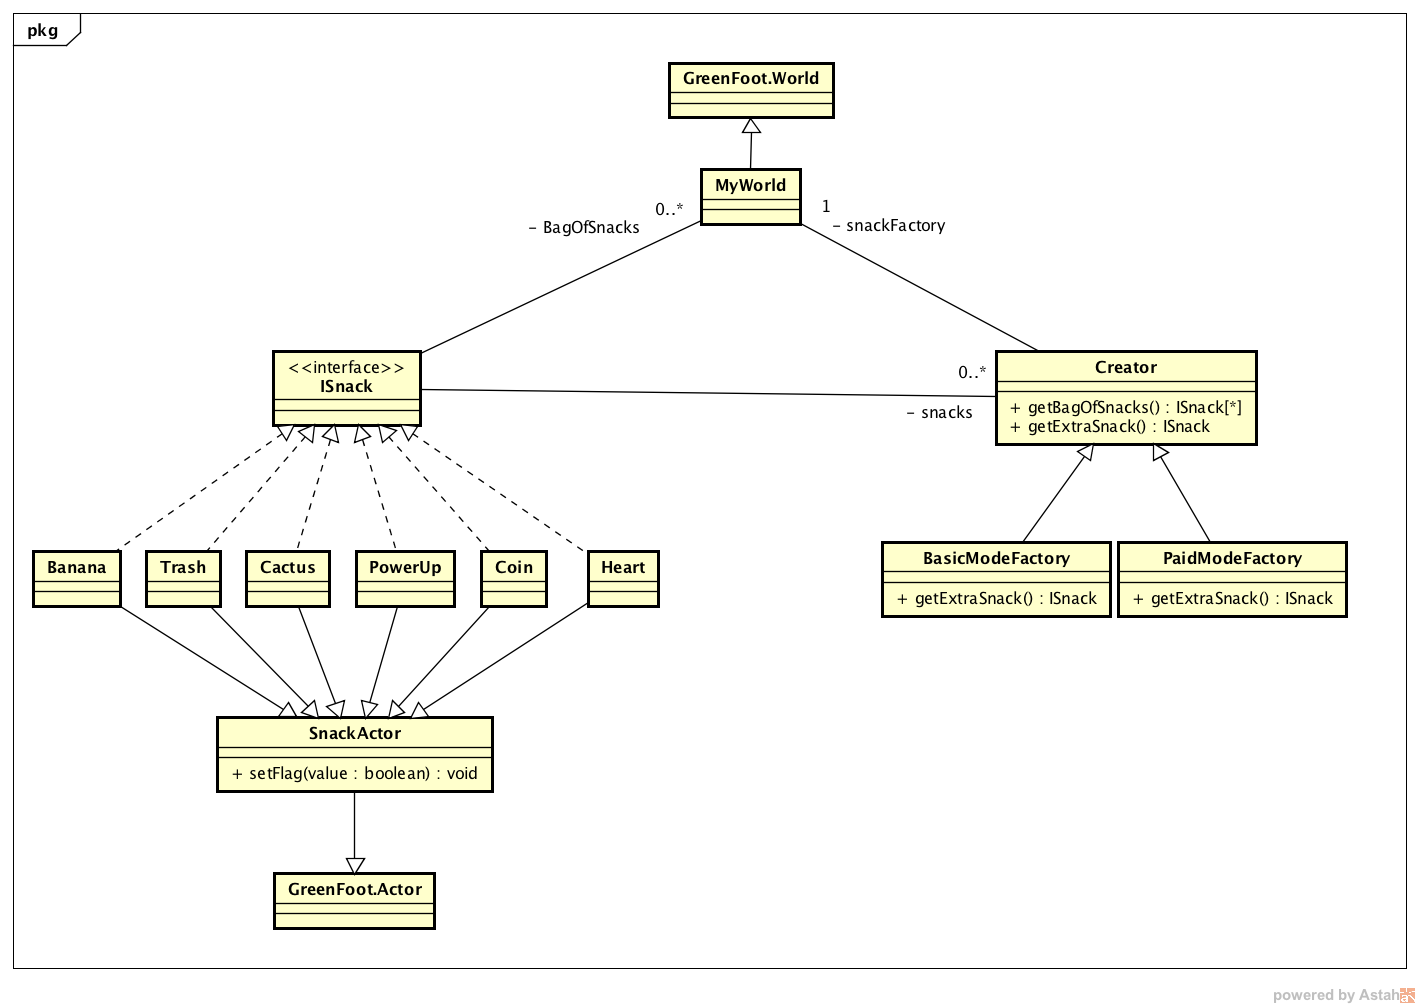 pkg
GreenFoot.World
MyWorld
0..*
1
- BagOfSnacks
- snackFactory
<<interface>>
ISnack
0..*
- snacks
Creator
+ getBagOfSnacks() : ISnack[*]
+ getExtraSnack() : ISnack
Banana
Trash
Cactus
PowerUp
Coin
Heart
BasicModeFactory
+ getExtraSnack() : ISnack
PaidModeFactory
+ getExtraSnack() : ISnack
SnackActor
+ setFlag(value : boolean) : void
GreenFoot.Actor
powered by Astah